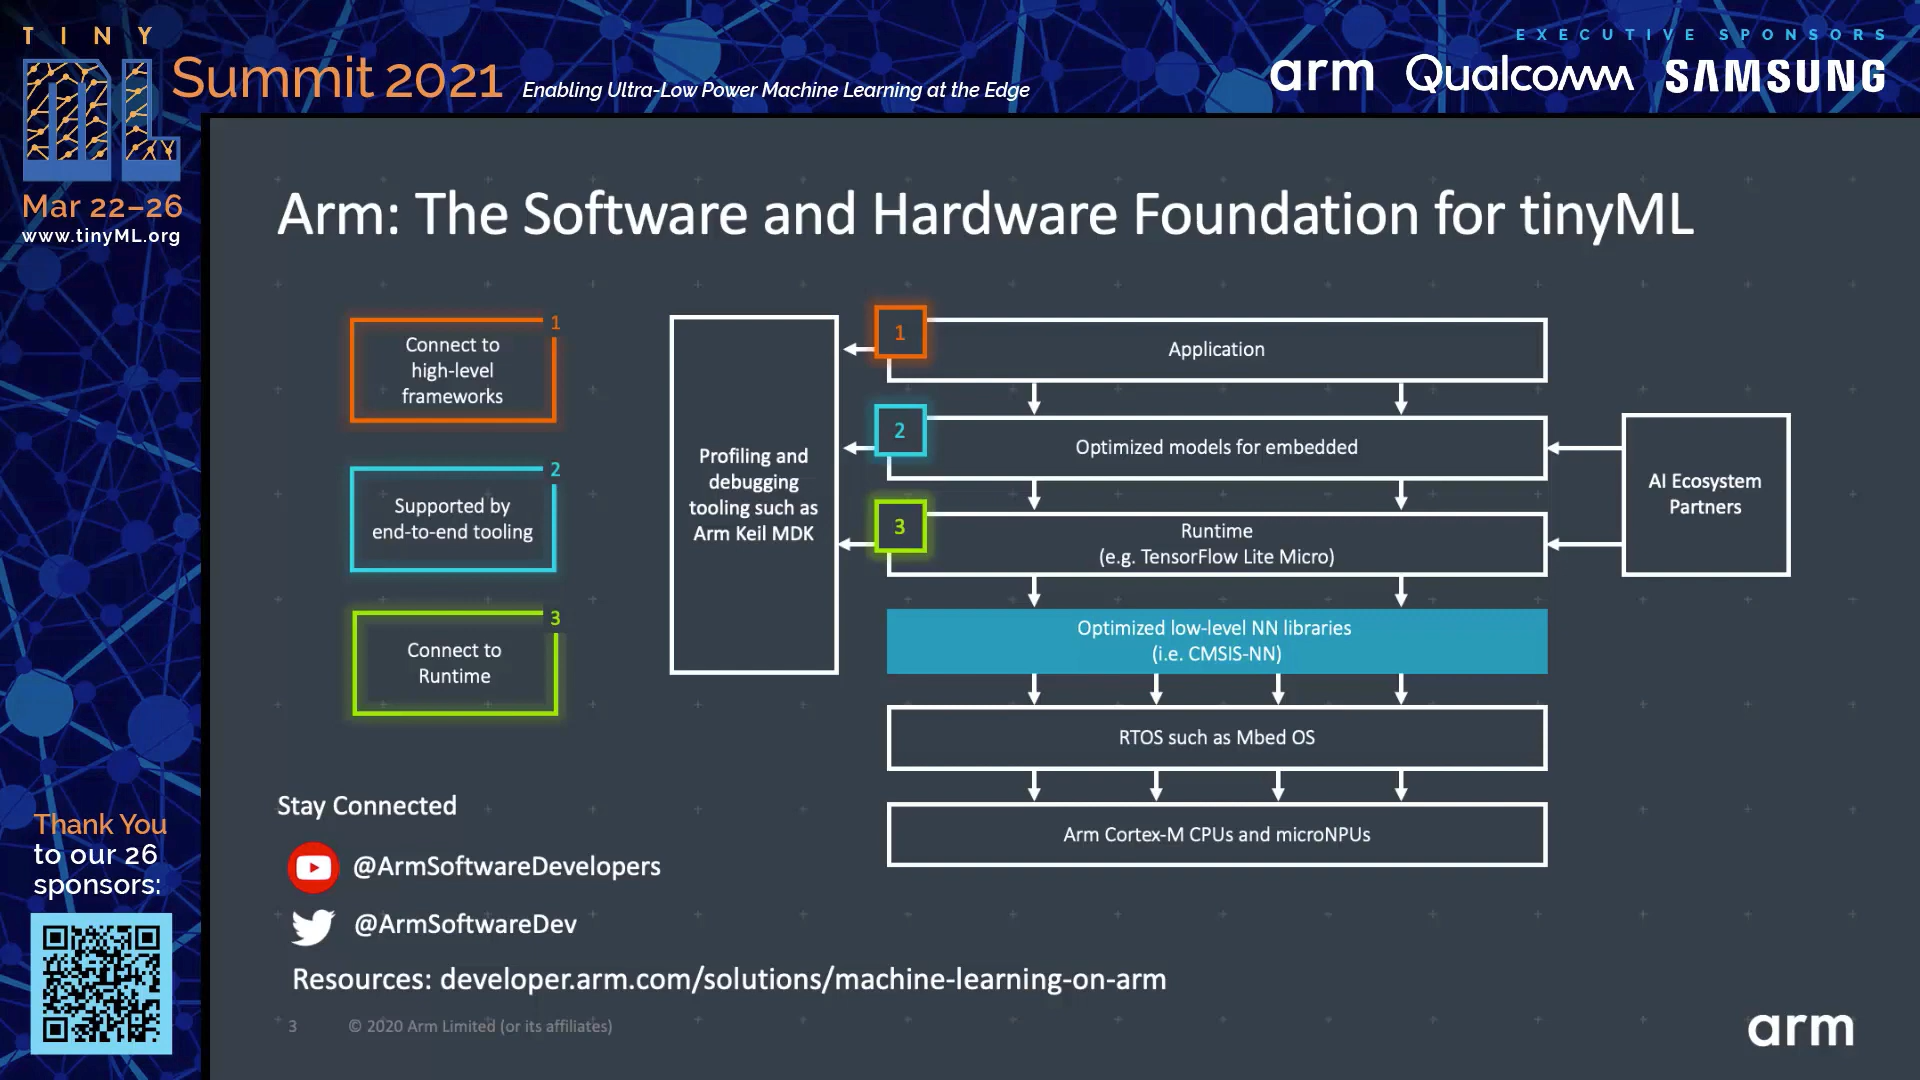 TINY
ML
Summit 2021
Enabling Ultra-Low Power Machine Learning at the Edge
EXECUTIVE SPONSORS
arm Qualcomm SAMSUNG
Mar 22–26
www.tinyML.org
Arm: The Software and Hardware Foundation for tinyML
1
Connect to
high-level
frameworks
2
Supported by
end-to-end tooling
3
Connect to
Runtime
Profiling and
debugging
tooling such as
Arm Keil MDK
1
Application
2
Optimized models for embedded
3
Runtime
(e.g. TensorFlow Lite Micro)
Optimized low-level NN libraries
(i.e. CMSIS-NN)
RTOS such as Mbed OS
Arm Cortex-M CPUs and microNPUs
AI Ecosystem
Partners
Stay Connected
@ArmSoftwareDevelopers
@ArmSoftwareDev
Resources: developer.arm.com/solutions/machine-learning-on-arm
3 © 2020 Arm Limited (or its affiliates)
arm
Thank You
to our 26
sponsors: